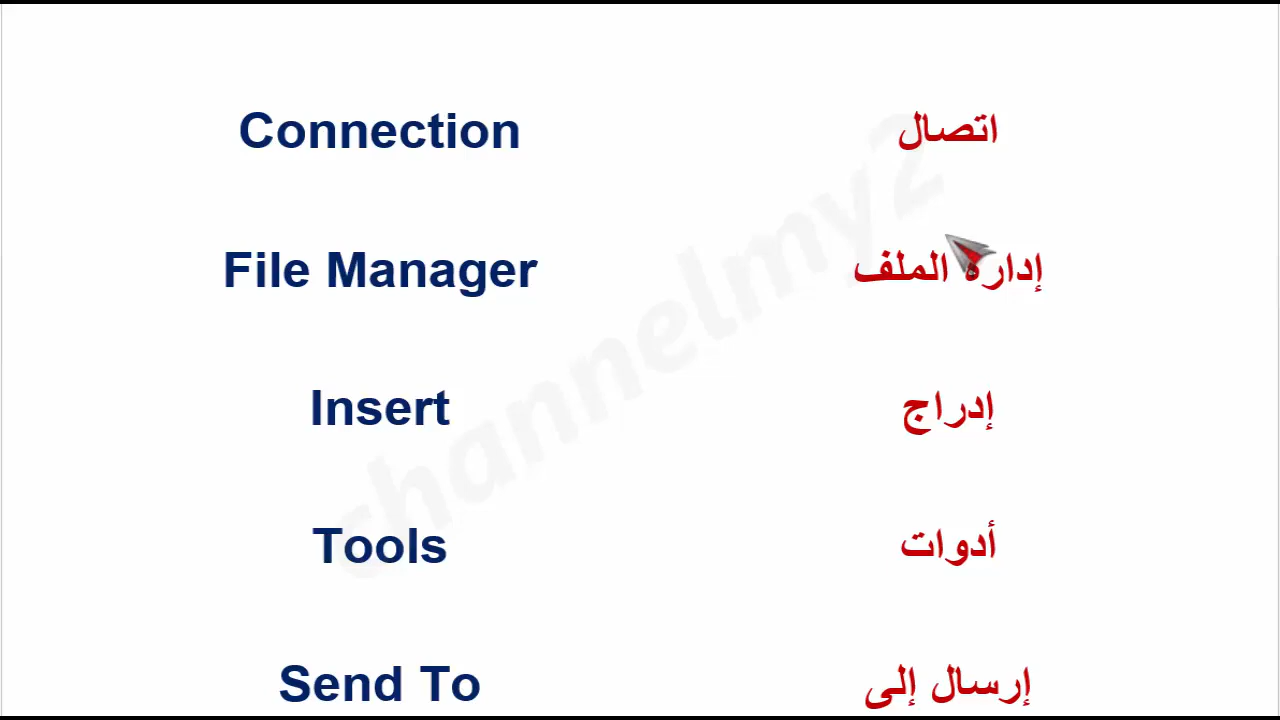 Connection اتصال
File Manager إدارة الملف
Insert إدراج
Tools أدوات
Send To إرسال إلى
channelmy2